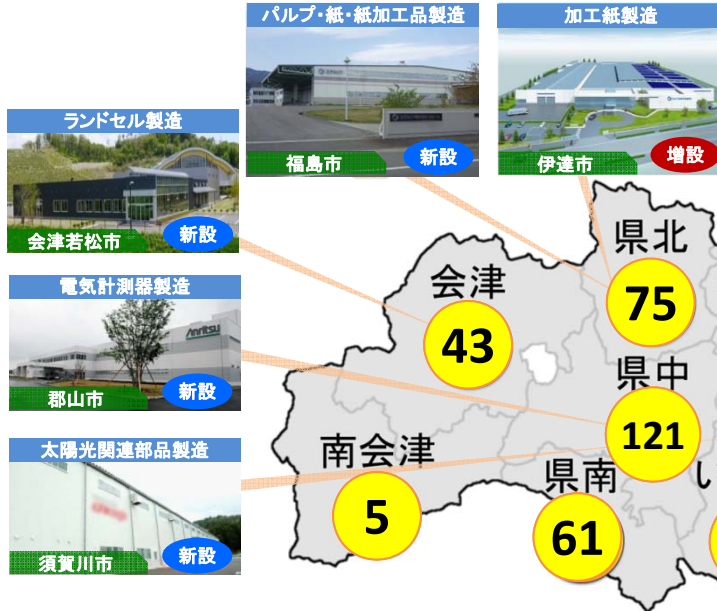 パルプ・紙・紙加工品製造
福島市
新設
加工紙製造
伊達市
増設
ランドセル製造
会津若松市
新設
電気計測器製造
Anritsu
郡山市
新設
太陽光関連部品製造
須賀川市
新設
県北
75
会津
43
県中
121
南会津
5
県南
61
い